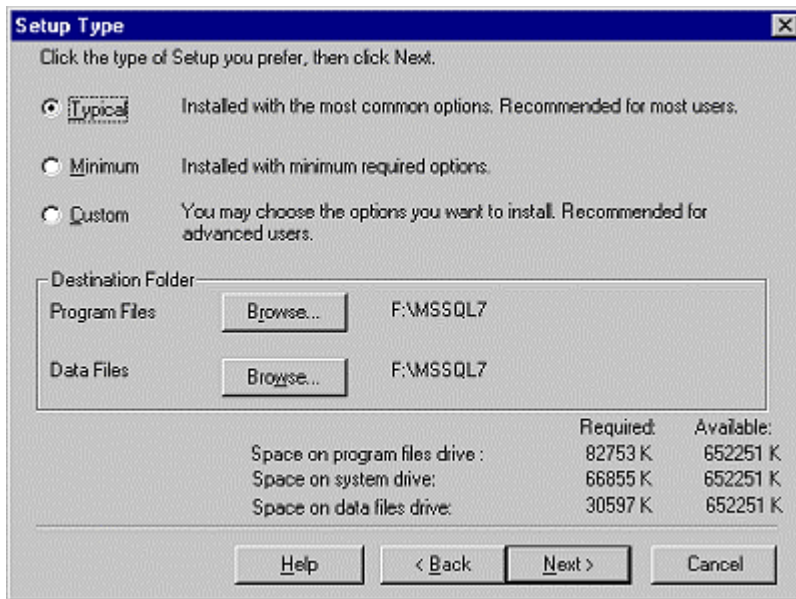 Setup Type
Click the type of Setup you prefer, then click Next.
Typical Installed with the most common options. Recommended for most users.
Minimum Installed with minimum required options.
Custom You may choose the options you want to install. Recommended for
advanced users.
Destination Folder
Program Files Browse... F:\MSSQL7
Data Files Browse... F:\MSSQL7
Required: Available:
Space on program files drive : 82753 K 652251 K
Space on system drive: 66855 K 652251 K
Space on data files drive: 30597 K 652251 K
Help < Back Next > Cancel